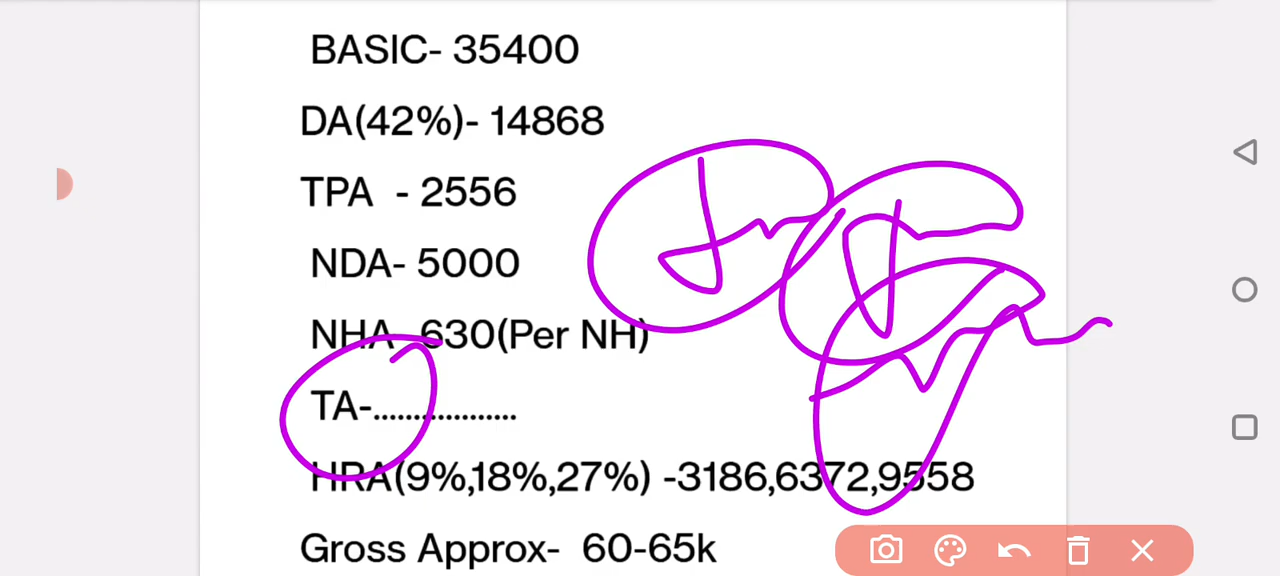 BASIC- 35400
DA(42%)- 14868
TPA - 2556
NDA- 5000
NHA- 630(Per NH)
TA-..................
HRA(9%,18%,27%) -3186,6372,9558
Gross Approx- 60-65k